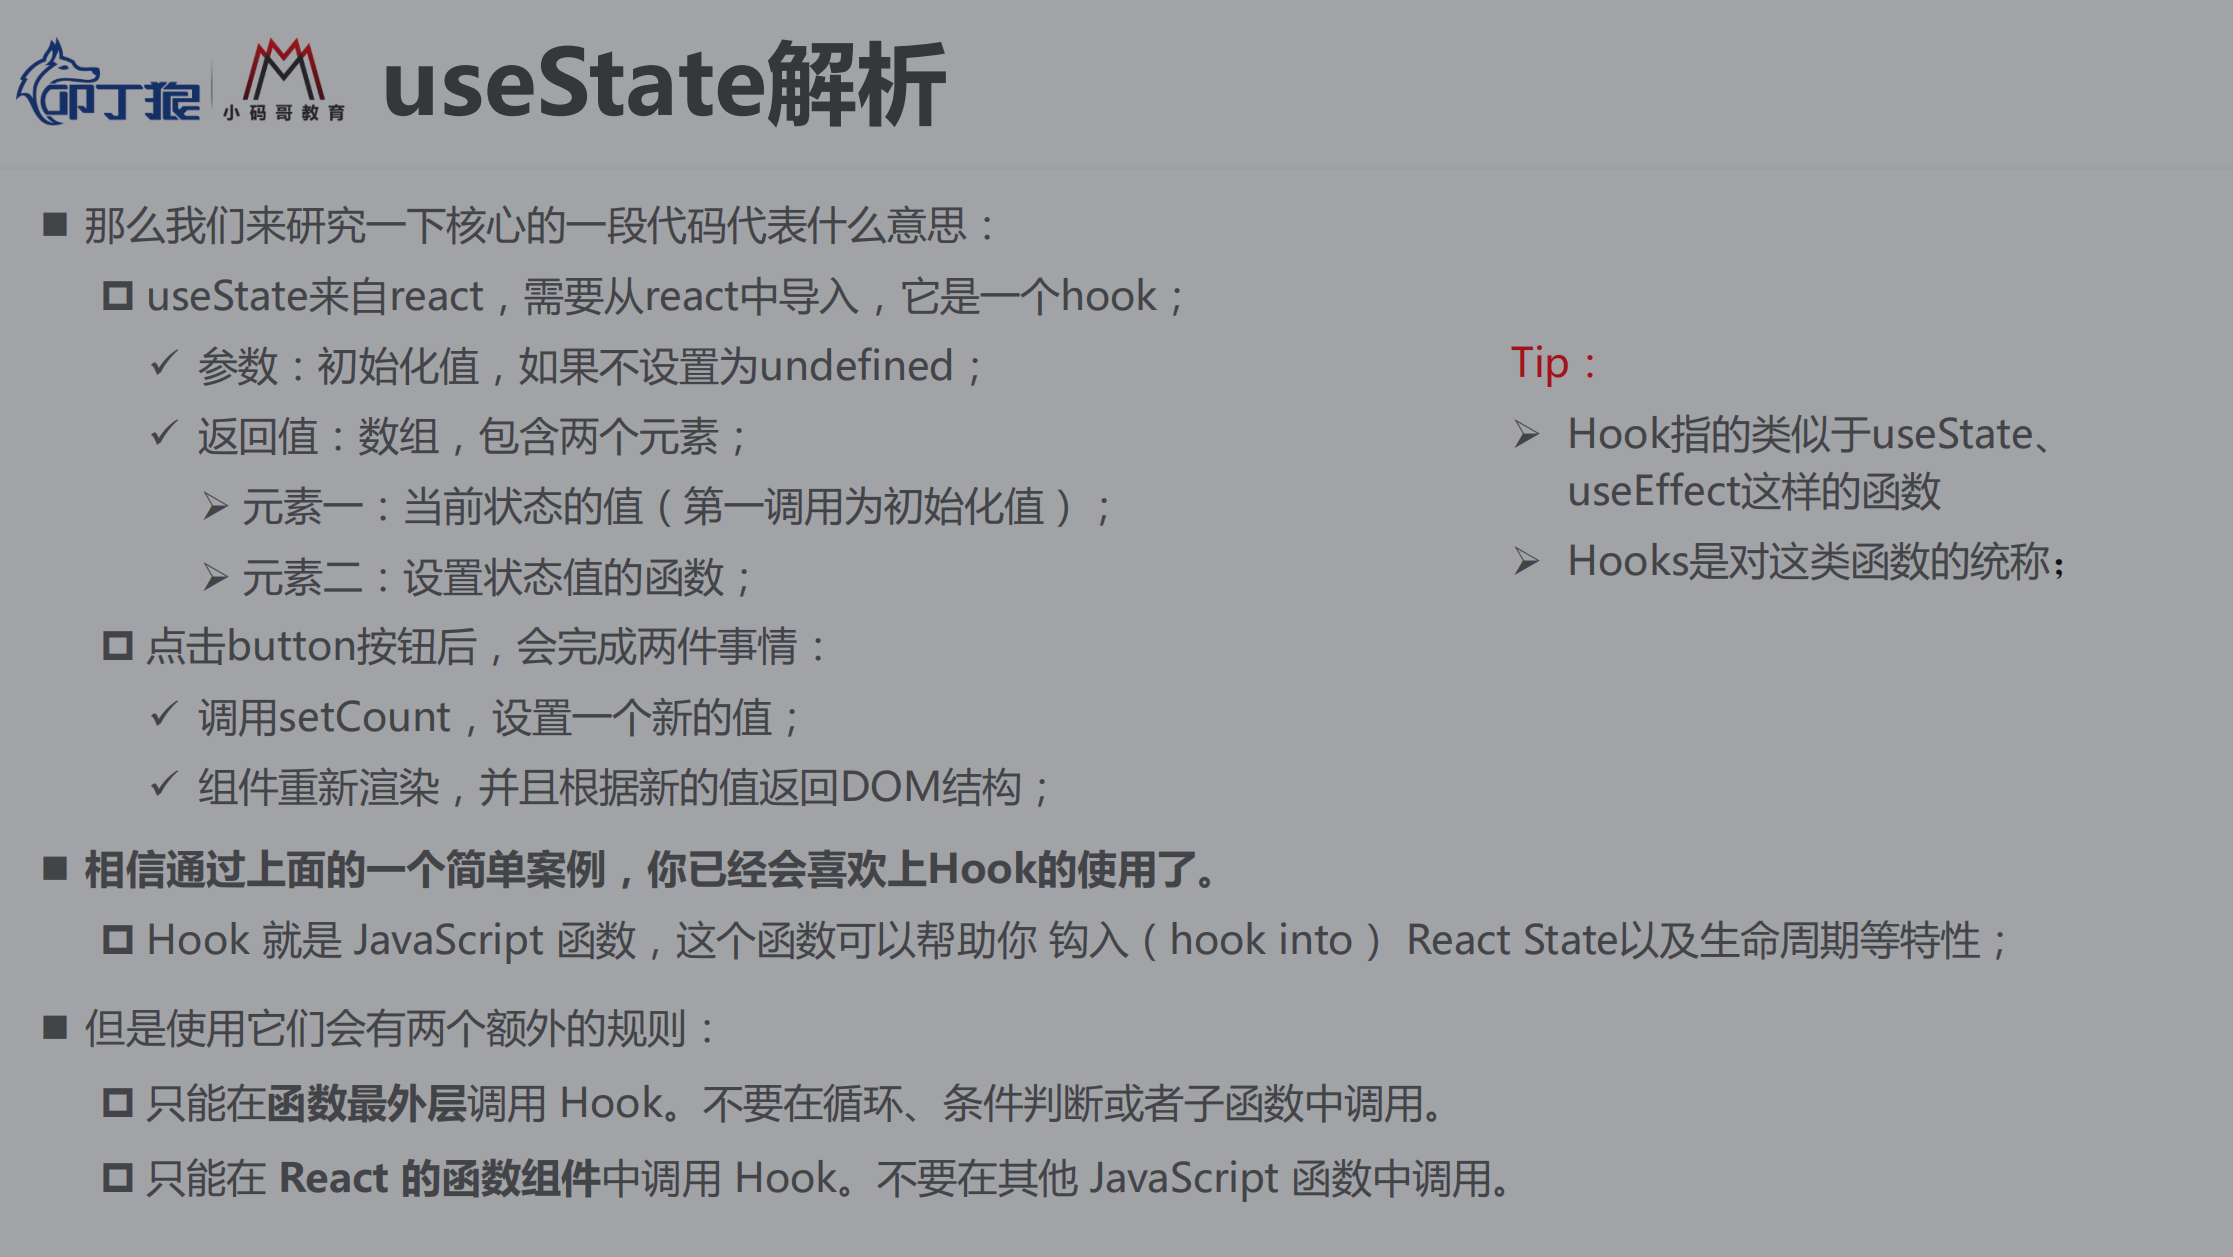 叩丁狼
小码哥教育
useState解析
那么我们来研究一下核心的一段代码代表什么意思：
useState来自react，需要从react中导入，它是一个hook；
参数：初始化值，如果不设置为undefined；
返回值：数组，包含两个元素；
元素一：当前状态的值（第一调用为初始化值）；
元素二：设置状态值的函数；
点击button按钮后，会完成两件事情：
调用setCount，设置一个新的值；
组件重新渲染，并且根据新的值返回DOM结构；
相信通过上面的一个简单案例，你已经会喜欢上Hook的使用了。
Hook 就是 JavaScript 函数，这个函数可以帮助你 钩入（hook into） React State以及生命周期等特性；
但是使用它们会有两个额外的规则：
只能在函数最外层调用 Hook。不要在循环、条件判断或者子函数中调用。
只能在 React 的函数组件中调用 Hook。不要在其他 JavaScript 函数中调用。
Tip：
Hook指的类似于useState、
useEffect这样的函数
Hooks是对这类函数的统称；